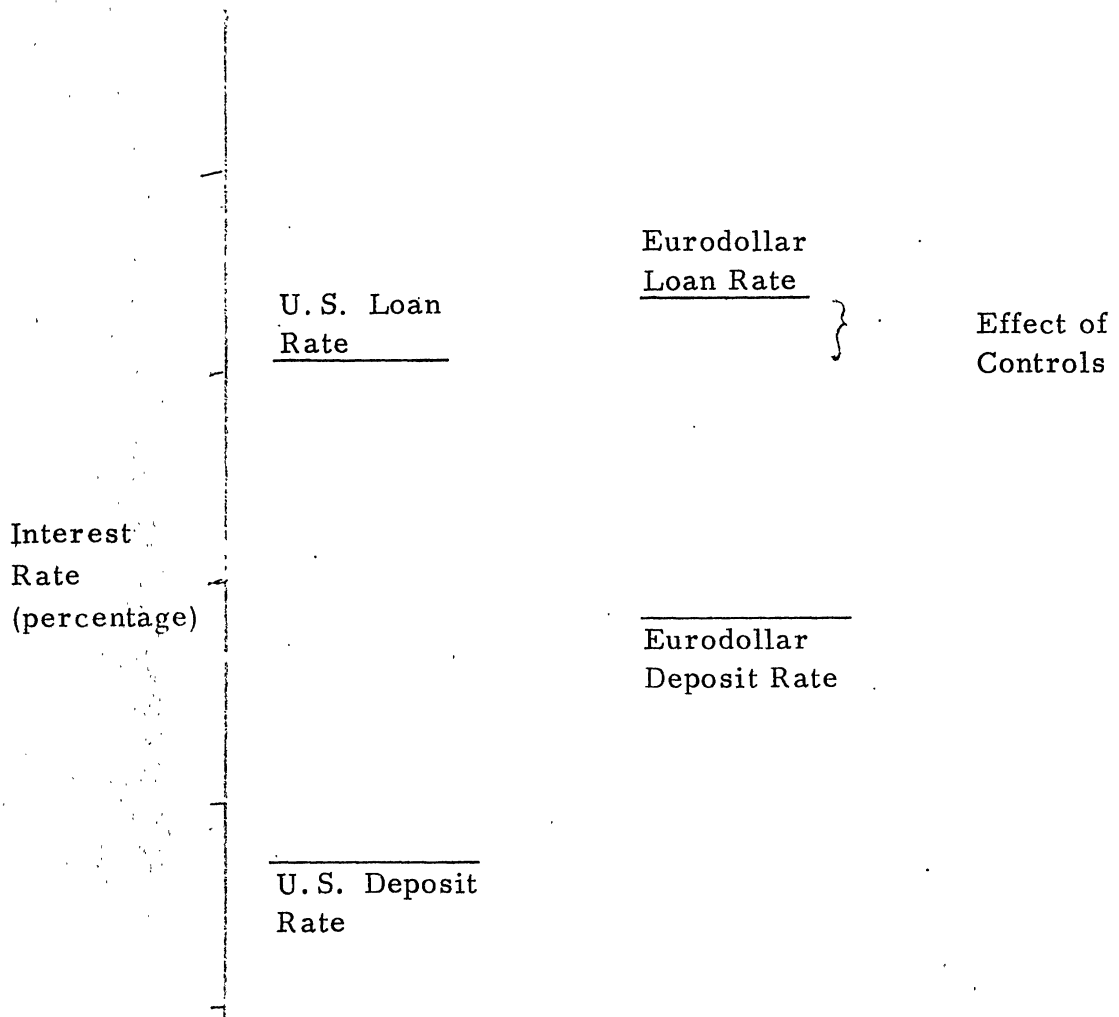 Eurodollar
Loan Rate
U. S. Loan
Rate
Effect of
Controls
Interest
Rate
(percentage)
Eurodollar
Deposit Rate
U. S. Deposit
Rate